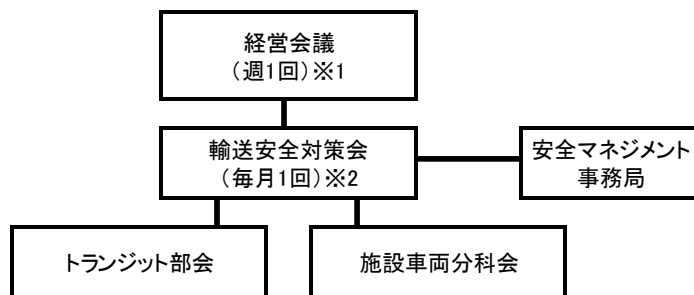 経営会議
（週1回）※1
輸送安全対策会
（毎月1回）※2
安全マネジメント
事務局
トランジット部会
施設車両分科会